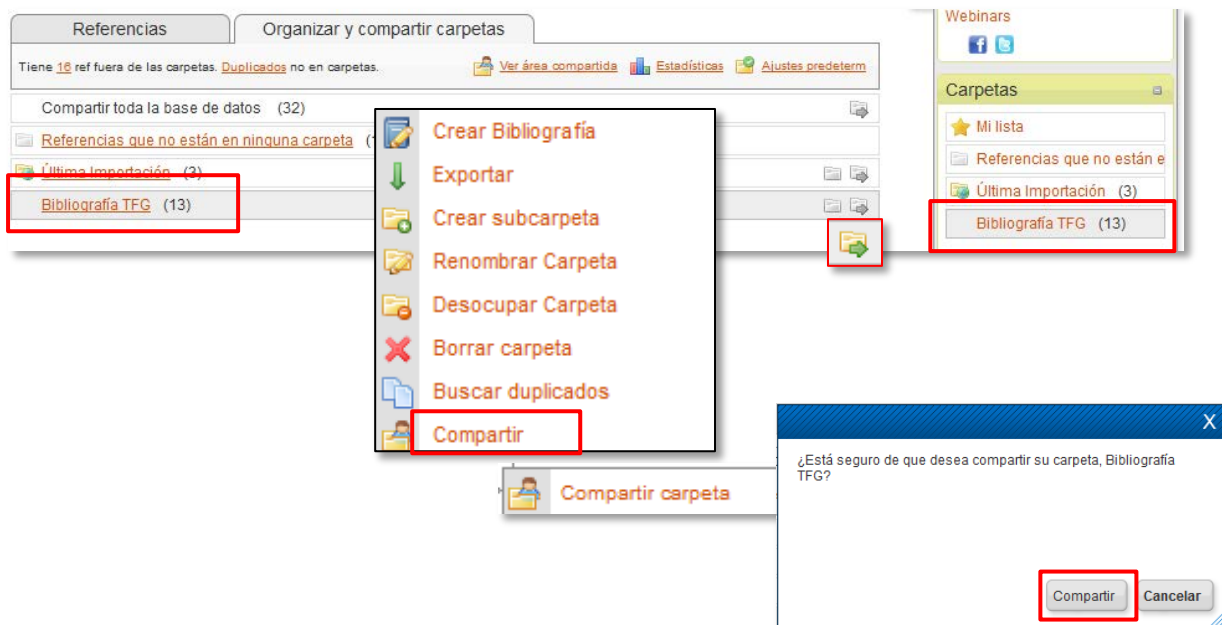 Referencias
Organizar y compartir carpetas
Tiene 16 ref fuera de las carpetas. Duplicados no en carpetas.
Ver área compartida
Estadísticas
Ajustes predeterm
Compartir toda la base de datos (32)
Referencias que no están en ninguna carpeta (
Última Importación (3)
Bibliografía TFG (13)
Crear Bibliografía
Exportar
Crear subcarpeta
Renombrar Carpeta
Desocupar Carpeta
Borrar carpeta
Buscar duplicados
Compartir
Compartir carpeta
Webinars
Carpetas
Mi lista
Referencias que no están e
Última Importación (3)
Bibliografía TFG (13)
X
¿Está seguro de que desea compartir su carpeta, Bibliografía
TFG?
Compartir
Cancelar